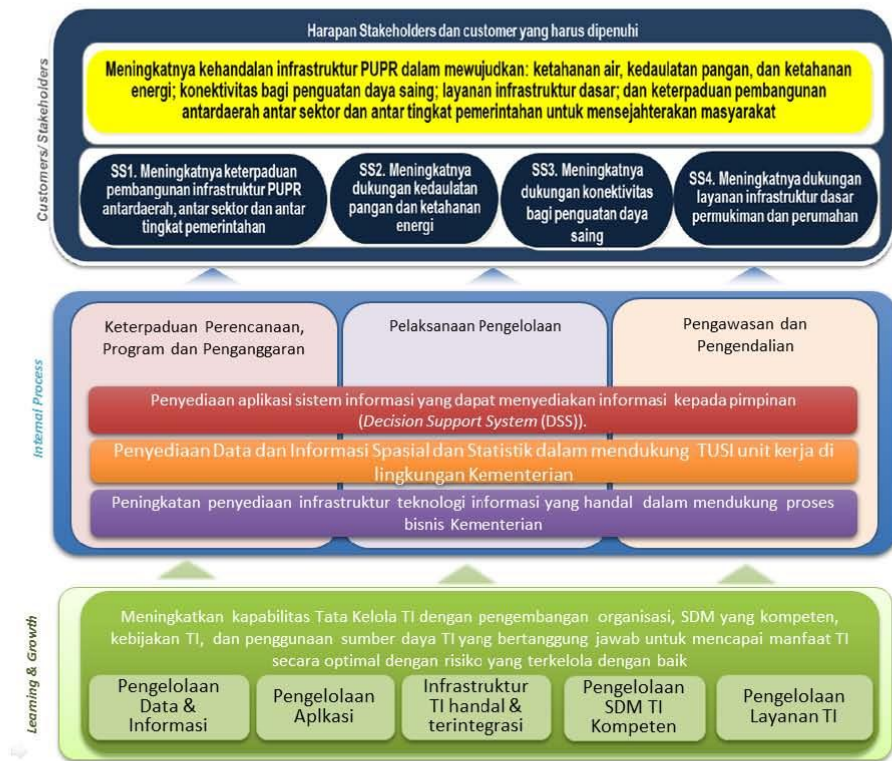 Harapan Stakeholders dan customer yang harus dipenuhi
Customers/ Stakeholders
Meningkatnya kehandalan infrastruktur PUPR dalam mewujudkan: ketahanan air, kedaulatan pangan, dan ketahanan
energi; konektivitas bagi penguatan daya saing; layanan infrastruktur dasar; dan keterpaduan pembangunan
antardaerah antar sektor dan antar tingkat pemerintahan untuk mensejahterakan masyarakat
SS1. Meningkatnya keterpaduan
pembangunan infrastruktur PUPR
antardaerah, antar sektor dan antar
tingkat pemerintahan
SS2. Meningkatnya
dukungan kedaulatan
pangan dan ketahanan
energi
SS3. Meningkatnya
dukungan konektivitas
bagi penguatan daya
saing
SS4. Meningkatnya dukungan
layanan infrastruktur dasar
permukiman dan perumahan
Internal Process
Keterpaduan Perencanaan,
Program dan Penganggaran
Pelaksanaan Pengelolaan
Pengawasan dan
Pengendalian
Penyediaan aplikasi sistem informasi yang dapat menyediakan informasi kepada pimpinan
(Decision Support System (DSS)).
Penyediaan Data dan Informasi Spasial dan Statistik dalam mendukung TUSI unit kerja di
lingkungan Kementerian
Peningkatan penyediaan infrastruktur teknologi informasi yang handal dalam mendukung proses
bisnis Kementerian
Learning & Growth
Meningkatkan kapabilitas Tata Kelola TI dengan pengembangan organisasi, SDM yang kompeten,
kebijakan TI, dan penggunaan sumber daya TI yang bertanggung jawab untuk mencapai manfaat TI
secara optimal dengan risiko yang terkelola dengan baik
Pengelolaan
Data &
Informasi
Pengelolaan
Aplkasi
Infrastruktur
TI handal &
terintegrasi
Pengelolaan
SDM TI
Kompeten
Pengelolaan
Layanan TI